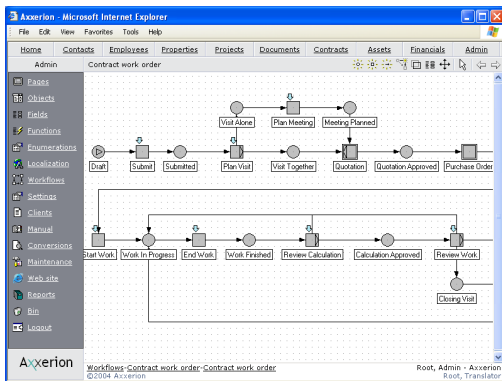 Axxerion - Microsoft Internet Explorer
File Edit View Favorites Tools Help
Home Contacts Employees Properties Projects Documents Contracts Assets Financials Admin
Admin Contract work order
Pages
Objects
Fields
Functions
Enumerations
Localization
Workflows
Settings
Clients
Manual
Conversions
Maintenance
Web site
Reports
Bin
Logout
Visit Alone Plan Meeting Meeting Planned
Draft Submit Submitted Plan Visit Visit Together Quotation Quotation Approved Purchase Order
Start Work Work In Progress End Work Work Finished Review Calculation Calculation Approved Review Work
Closing Visit
Axxerion
Workflows-Contract work order-Contract work order
©2004 Axxerion
Root, Admin - Axxerion
Root, Translator